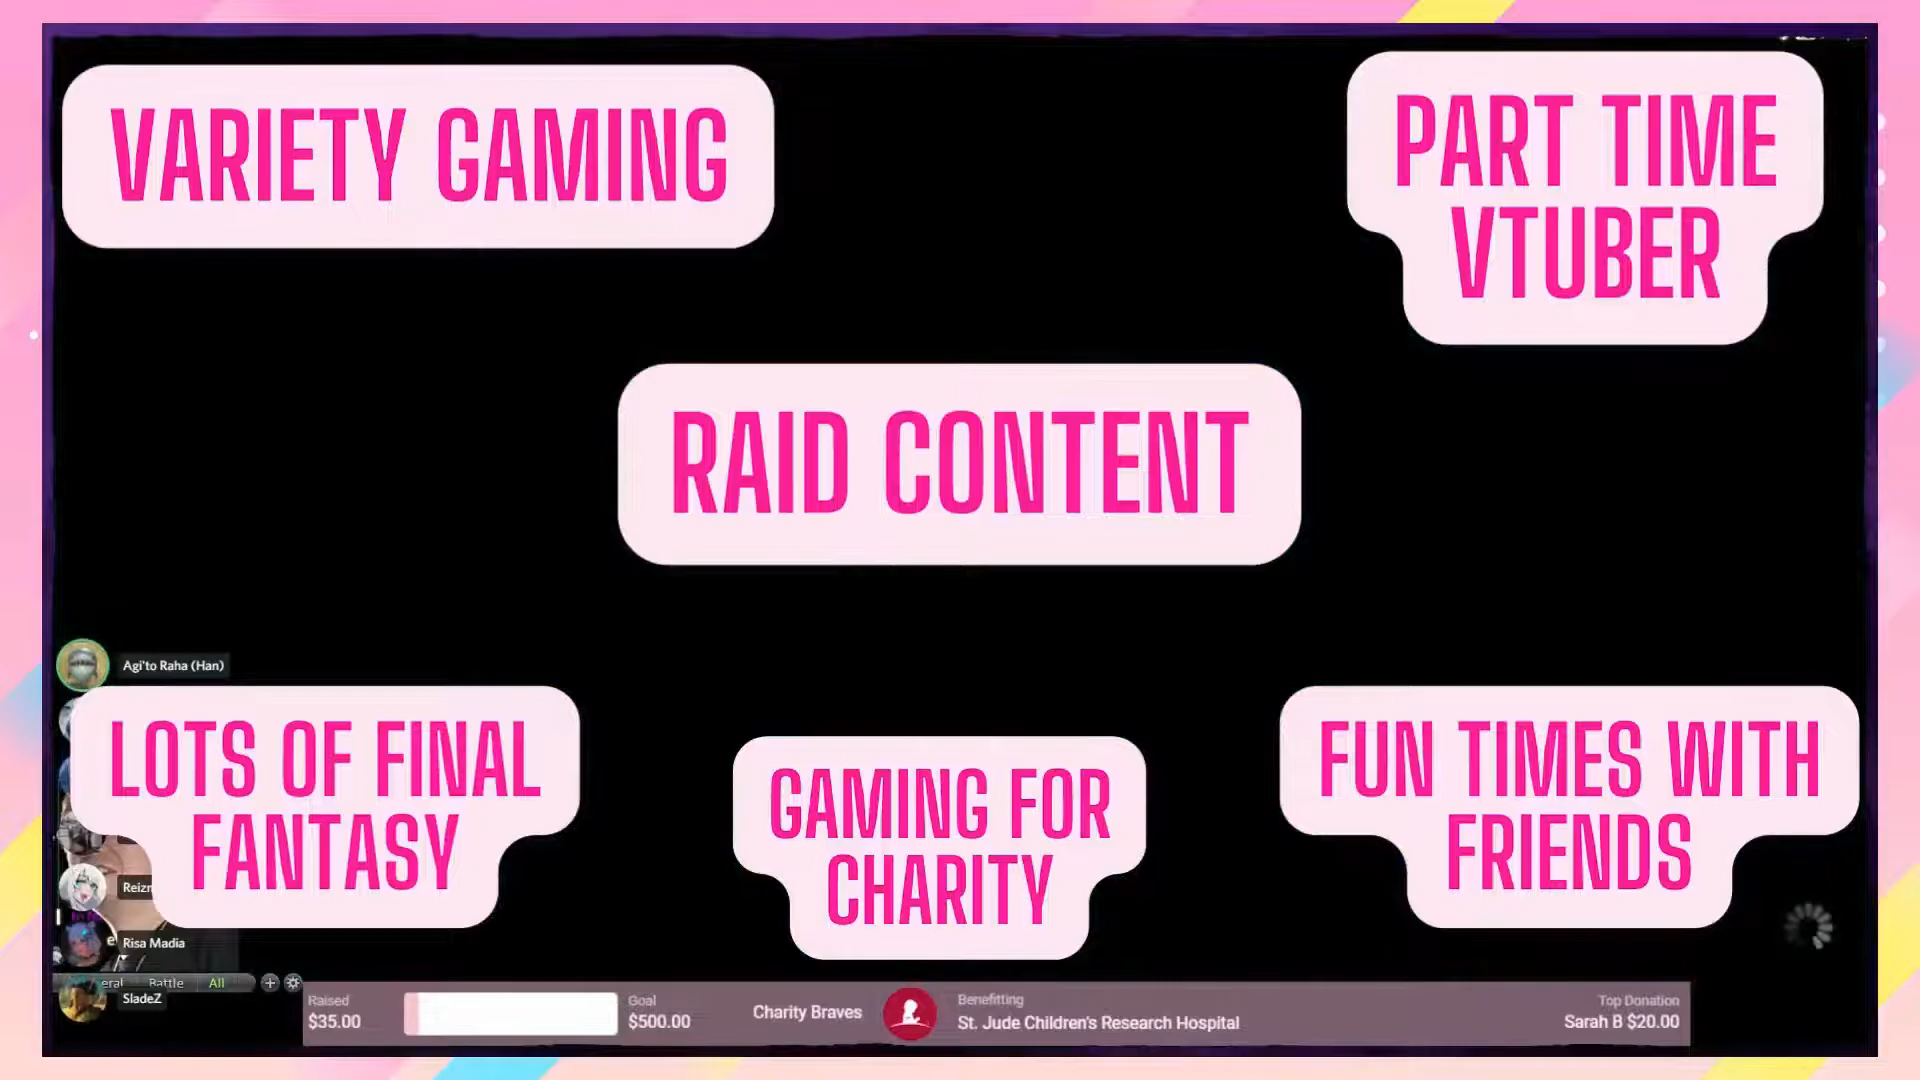 VARIETY GAMING
PART TIME
VTUBER
RAID CONTENT
Agi'to Raha (Han)
LOTS OF FINAL
FANTASY
GAMING FOR
CHARITY
FUN TIMES WITH
FRIENDS
Risa Madia
Battle All
SladeZ
Raised
$35.00
Goal
$500.00
Charity Braves
Benefitting
St. Jude Children's Research Hospital
Top Donation
Sarah B $20.00